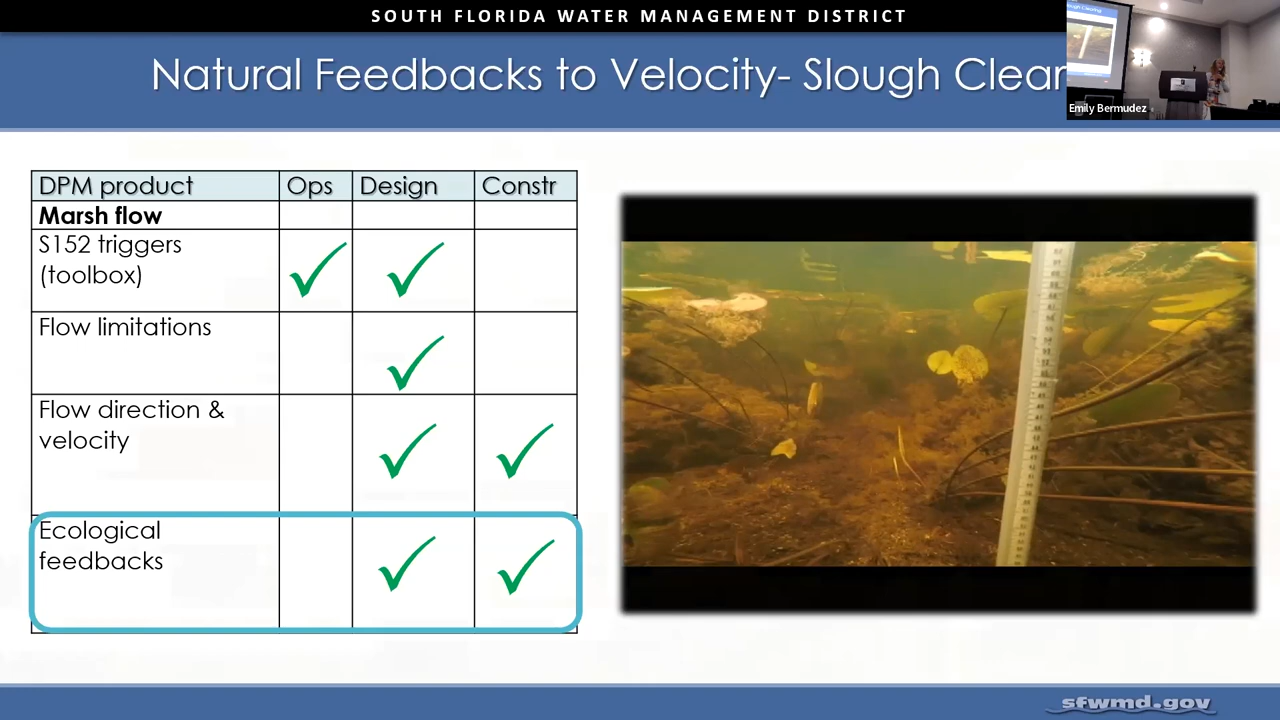 SOUTH FLORIDA WATER MANAGEMENT DISTRICT
Natural Feedbacks to Velocity- Slough Clear
Emily Bermudez
DPM product Ops Design Constr
Marsh flow
S152 triggers
(toolbox)
Flow limitations
Flow direction &
velocity
Ecological
feedbacks
sfwmd.gov